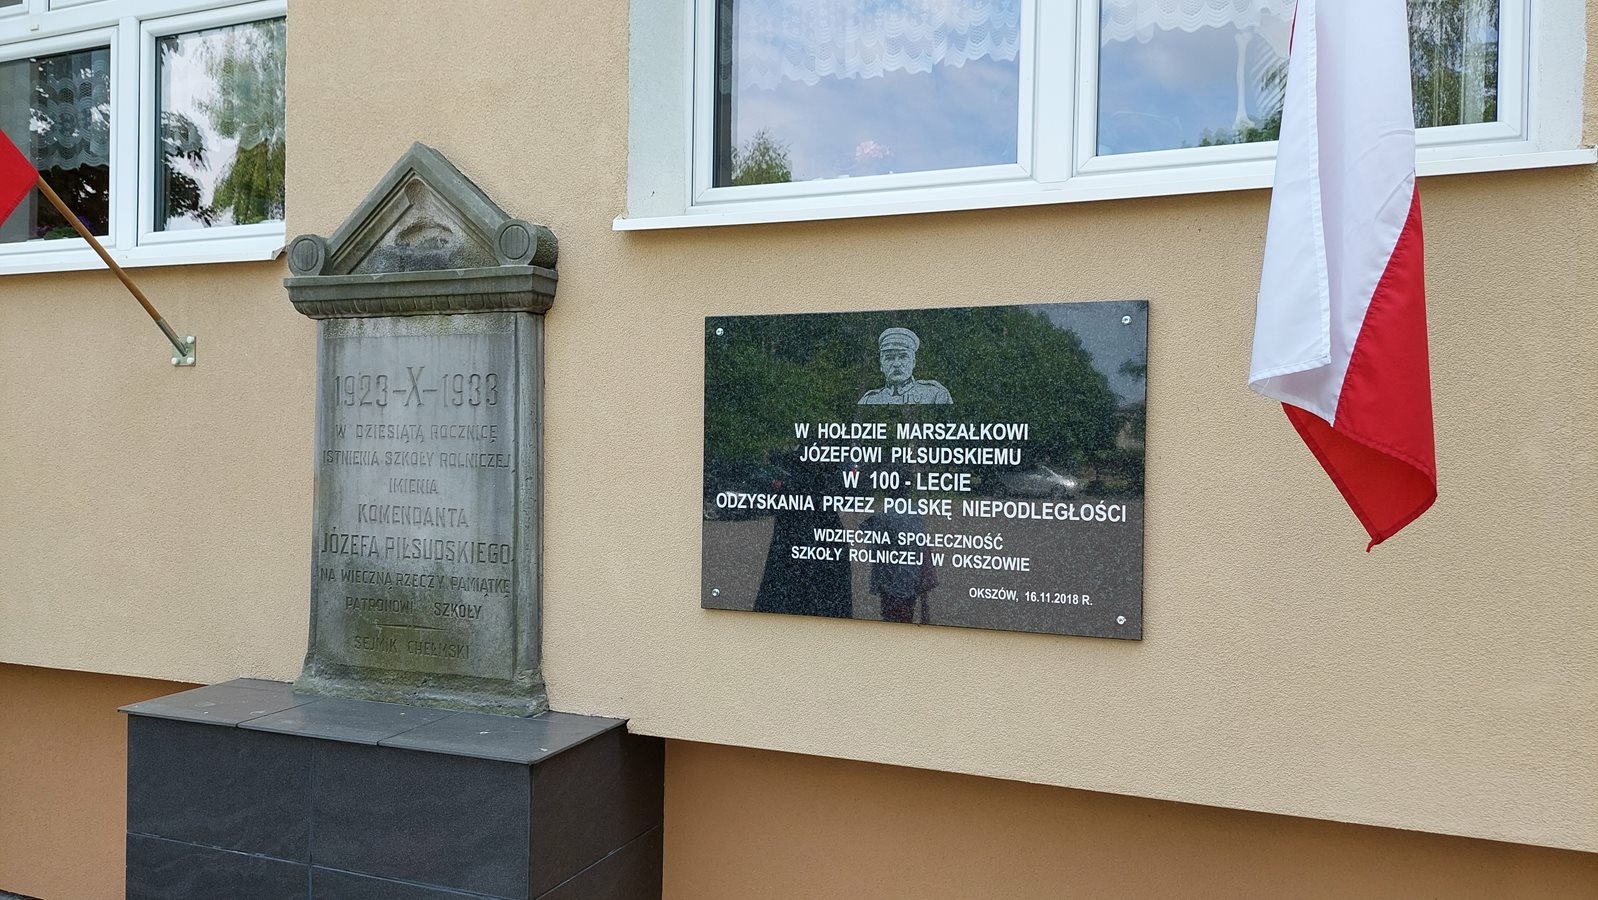 1923-X-1933
W DZIESIĄTĄ ROCZNICĘ
ISTNIENIA SZKOŁY ROLNICZEJ
IMIENIA
KOMENDANTA
JÓZEFA PIŁSUDSKIEGO
NA WIECZNĄ RZECZY PAMIĄTKĘ
PATRONOWI SZKOŁY
SEJMIK CHEŁMSKI
W HOŁDZIE MARSZAŁKOWI
JÓZEFOWI PIŁSUDSKIEMU
W 100 - LECIE
ODZYSKANIA PRZEZ POLSKĘ NIEPODLEGŁOŚCI
WDZIĘCZNA SPOŁECZNOŚĆ
SZKOŁY ROLNICZEJ W OKSZOWIE
OKSZÓW, 16.11.2018 R.